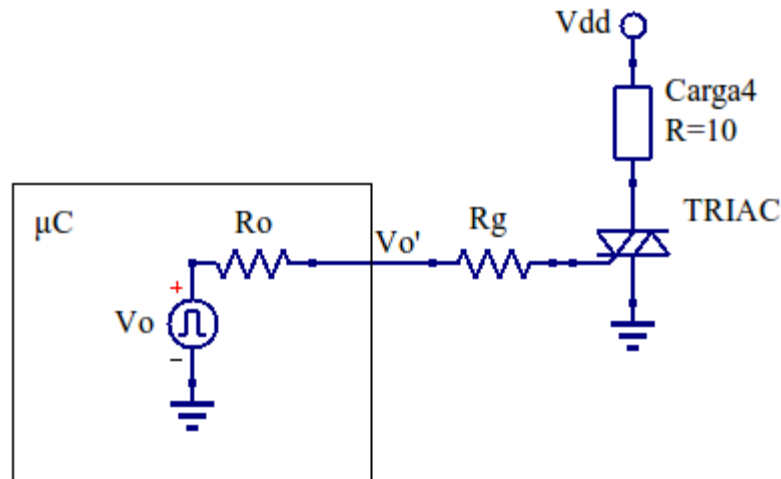 Vdd
Carga4
R=10
TRIAC
µC
Ro
Vo'
Rg
+
Vo
−